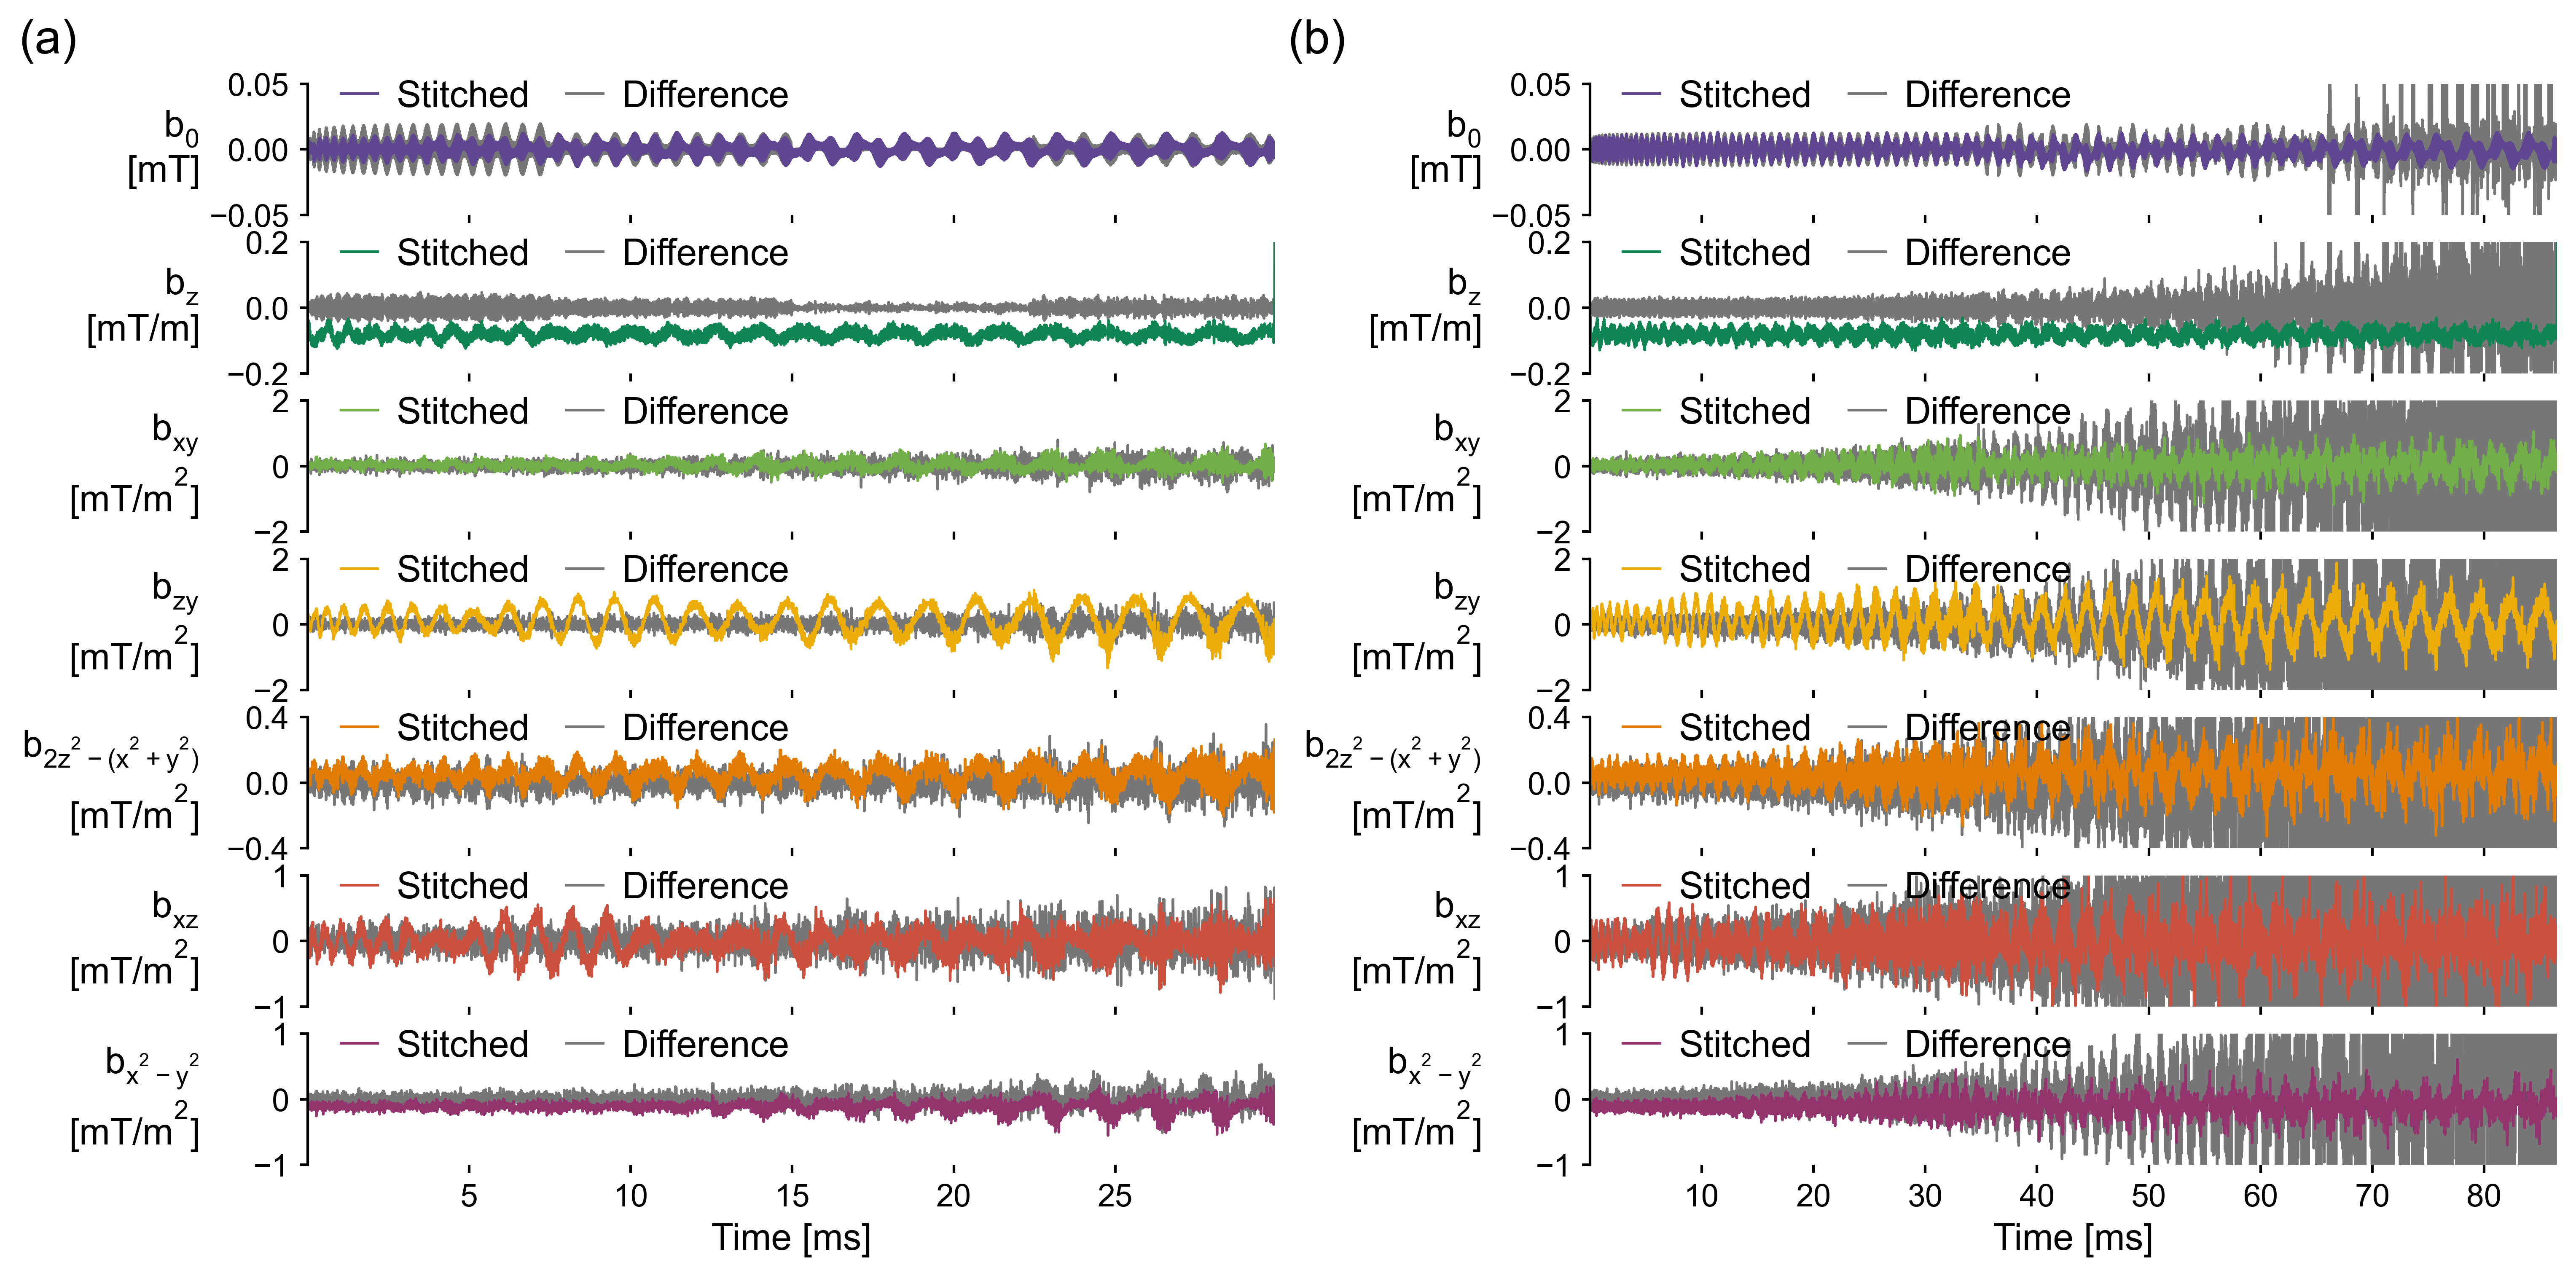 (a)
b0
[mT]
0.05
0.00
−0.05
Stitched Difference
bz
[mT/m]
0.2
0.0
−0.2
Stitched Difference
bxy
[mT/m2]
2
0
−2
Stitched Difference
bzy
[mT/m2]
2
0
−2
Stitched Difference
b2z2 − (x2 + y2)
[mT/m2]
0.4
0.0
−0.4
Stitched Difference
bxz
[mT/m2]
1
0
−1
Stitched Difference
bx2 − y2
[mT/m2]
1
0
−1
Stitched Difference
5 10 15 20 25
Time [ms]
(b)
b0
[mT]
0.05
0.00
−0.05
Stitched Difference
bz
[mT/m]
0.2
0.0
−0.2
Stitched Difference
bxy
[mT/m2]
2
0
−2
Stitched Difference
bzy
[mT/m2]
2
0
−2
Stitched Difference
b2z2 − (x2 + y2)
[mT/m2]
0.4
0.0
−0.4
Stitched Difference
bxz
[mT/m2]
1
0
−1
Stitched Difference
bx2 − y2
[mT/m2]
1
0
−1
Stitched Difference
10 20 30 40 50 60 70 80
Time [ms]